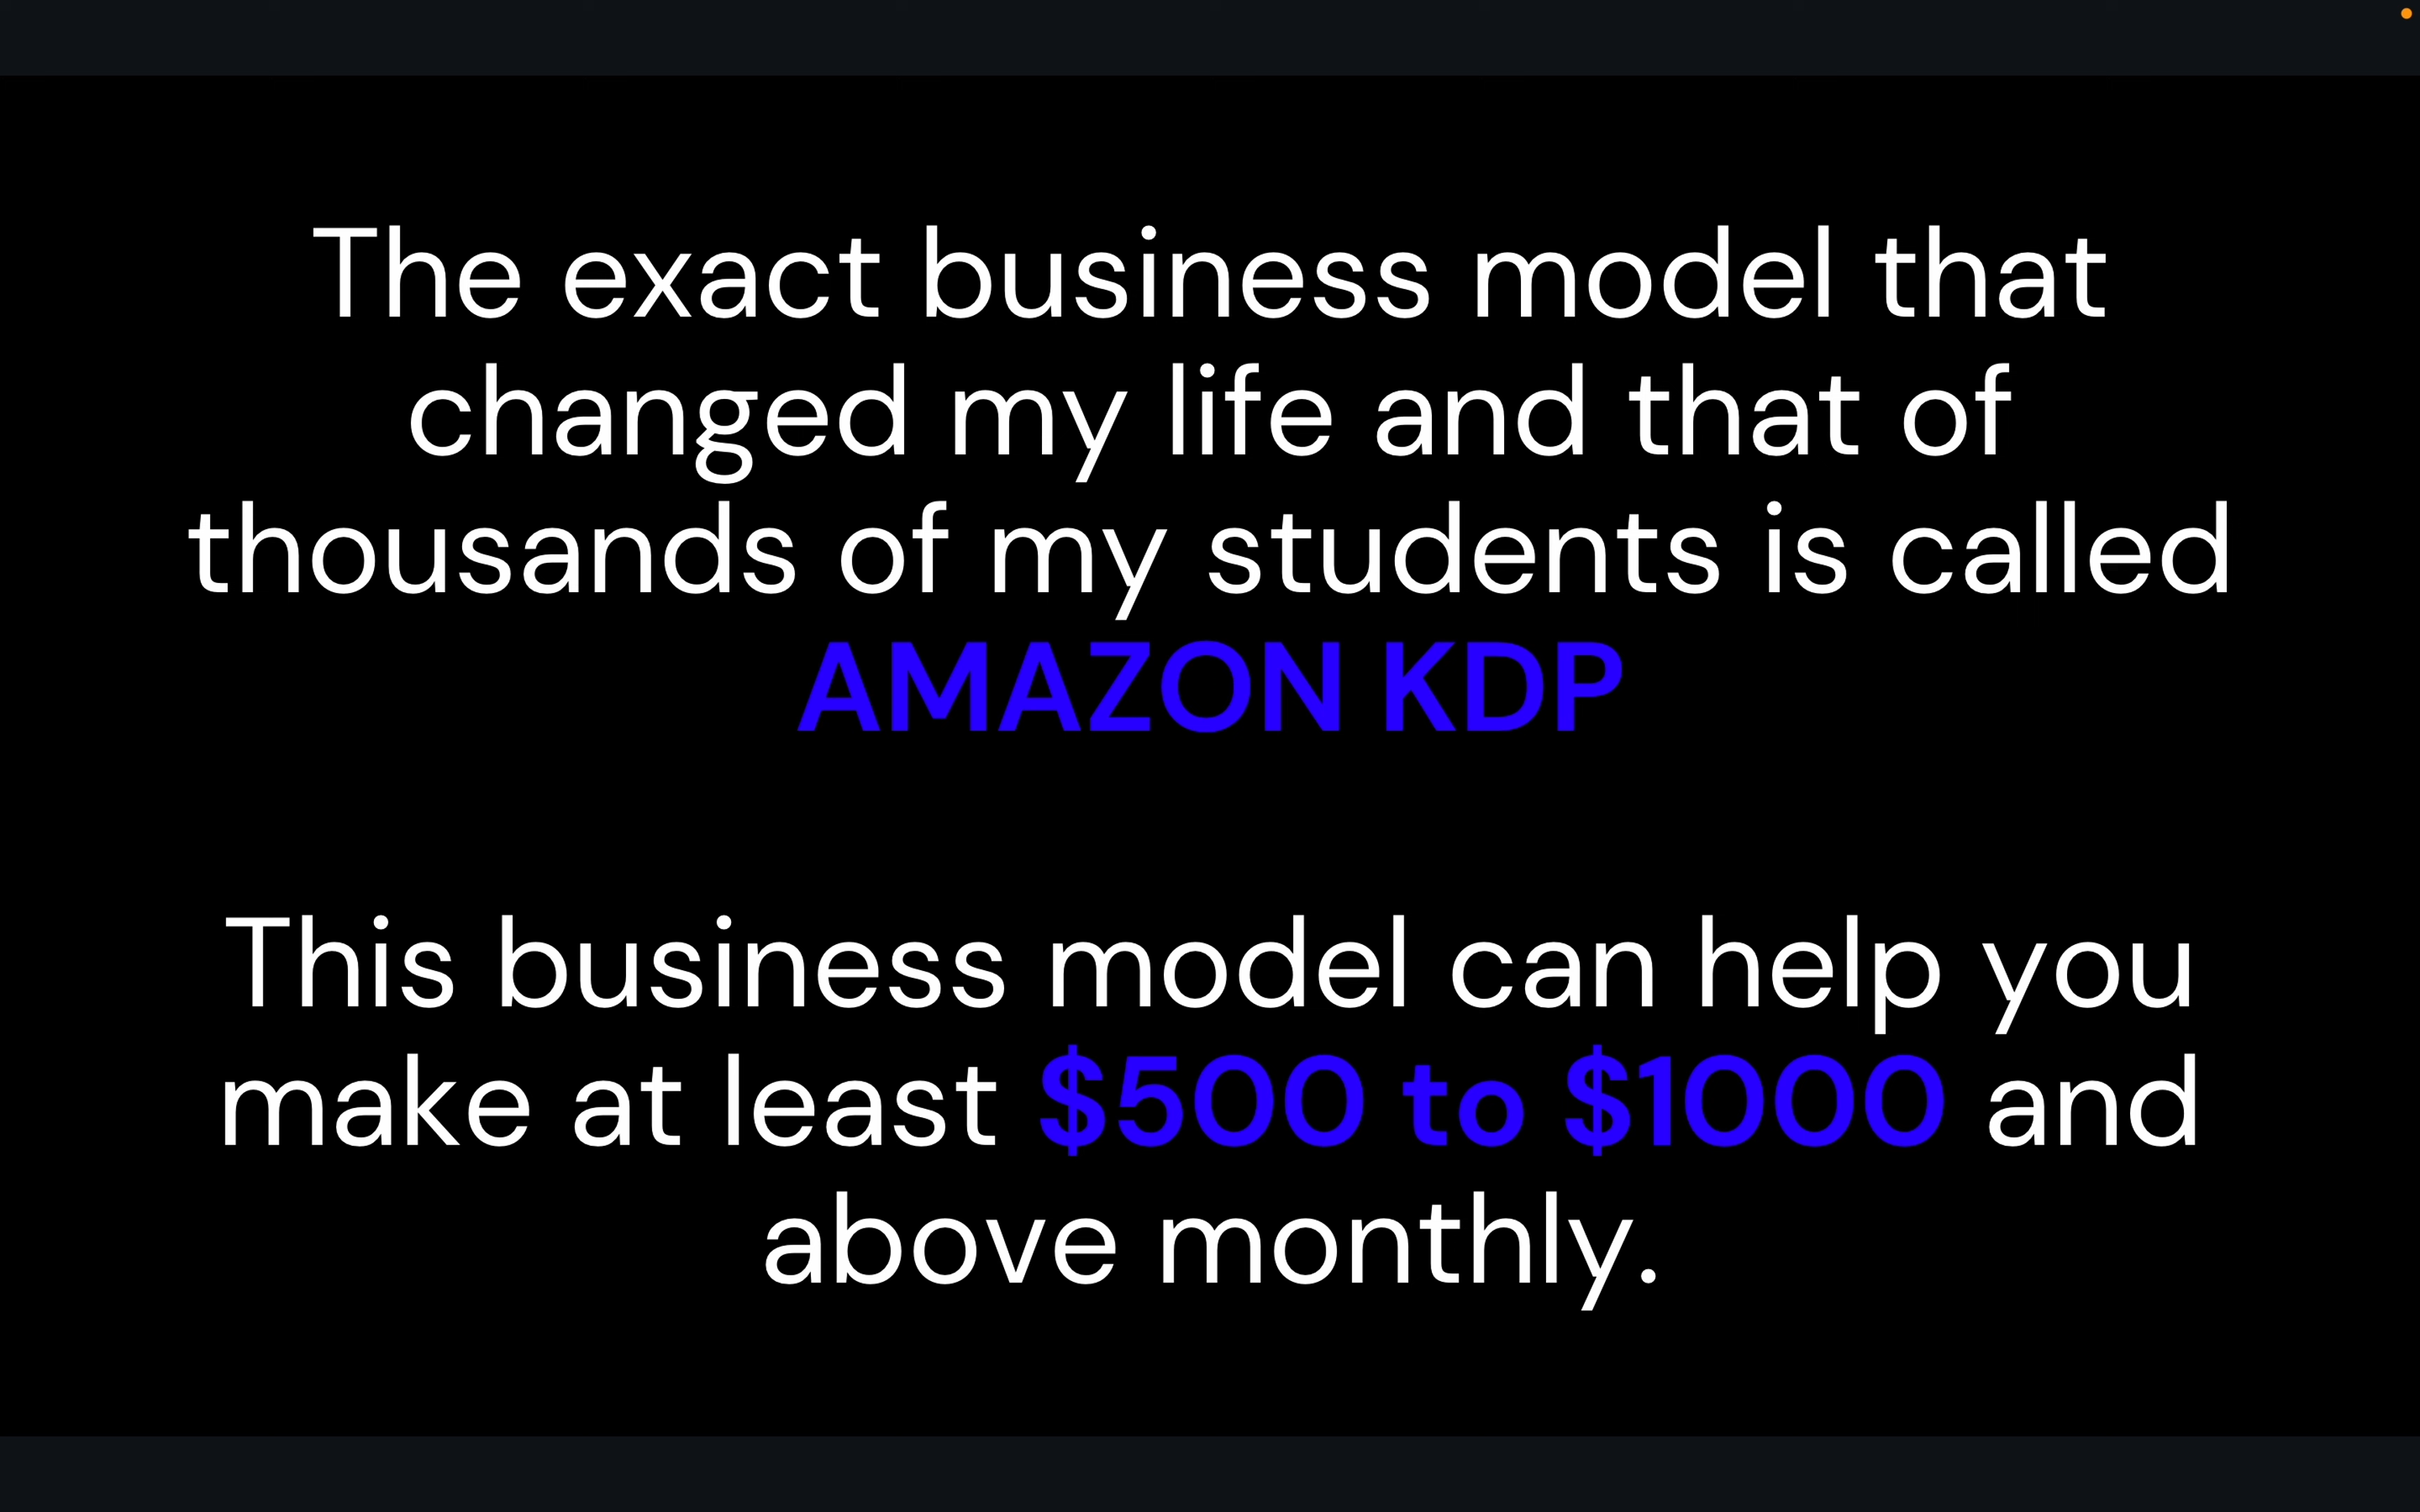 The exact business model that
changed my life and that of
thousands of my students is called
AMAZON KDP
This business model can help you
make at least $500 to $1000 and
above monthly.